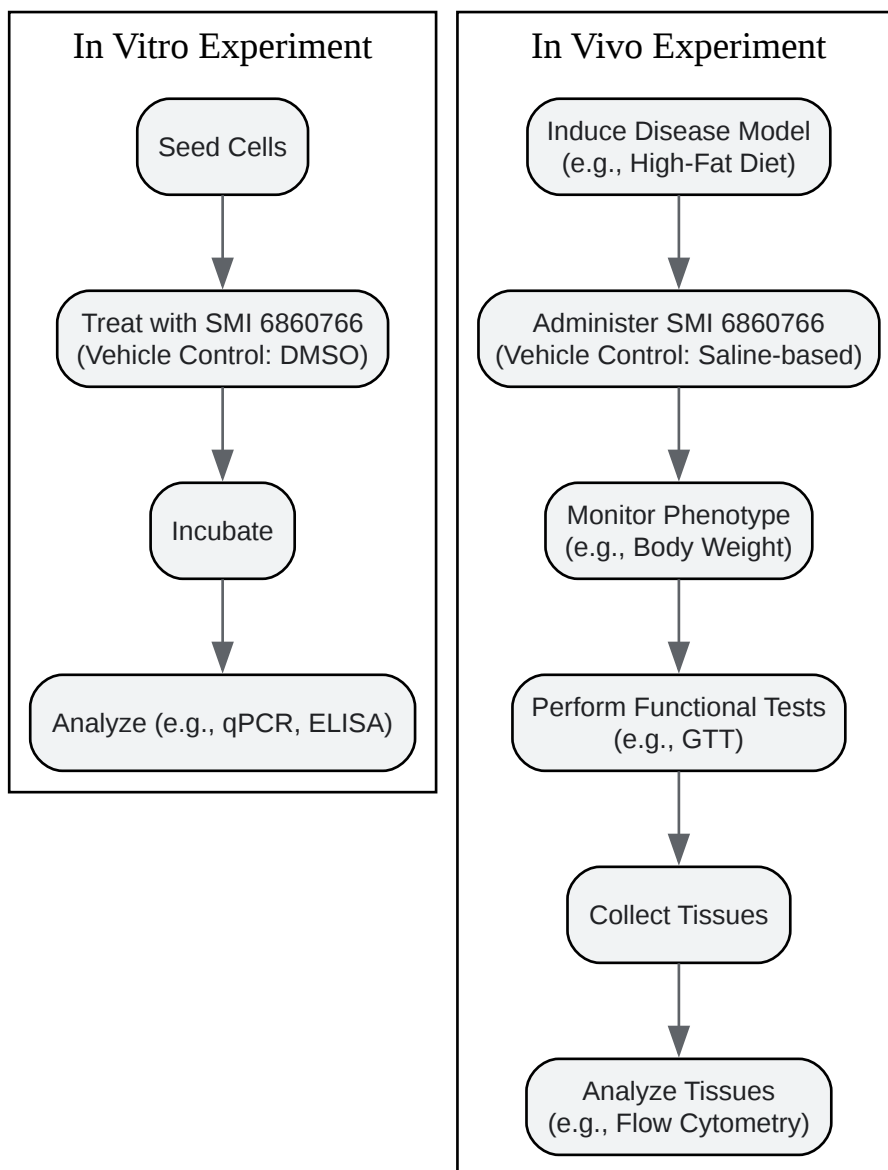 In Vitro Experiment
Seed Cells
Treat with SMI 6860766
(Vehicle Control: DMSO)
Incubate
Analyze (e.g., qPCR, ELISA)
In Vivo Experiment
Induce Disease Model
(e.g., High-Fat Diet)
Administer SMI 6860766
(Vehicle Control: Saline-based)
Monitor Phenotype
(e.g., Body Weight)
Perform Functional Tests
(e.g., GTT)
Collect Tissues
Analyze Tissues
(e.g., Flow Cytometry)